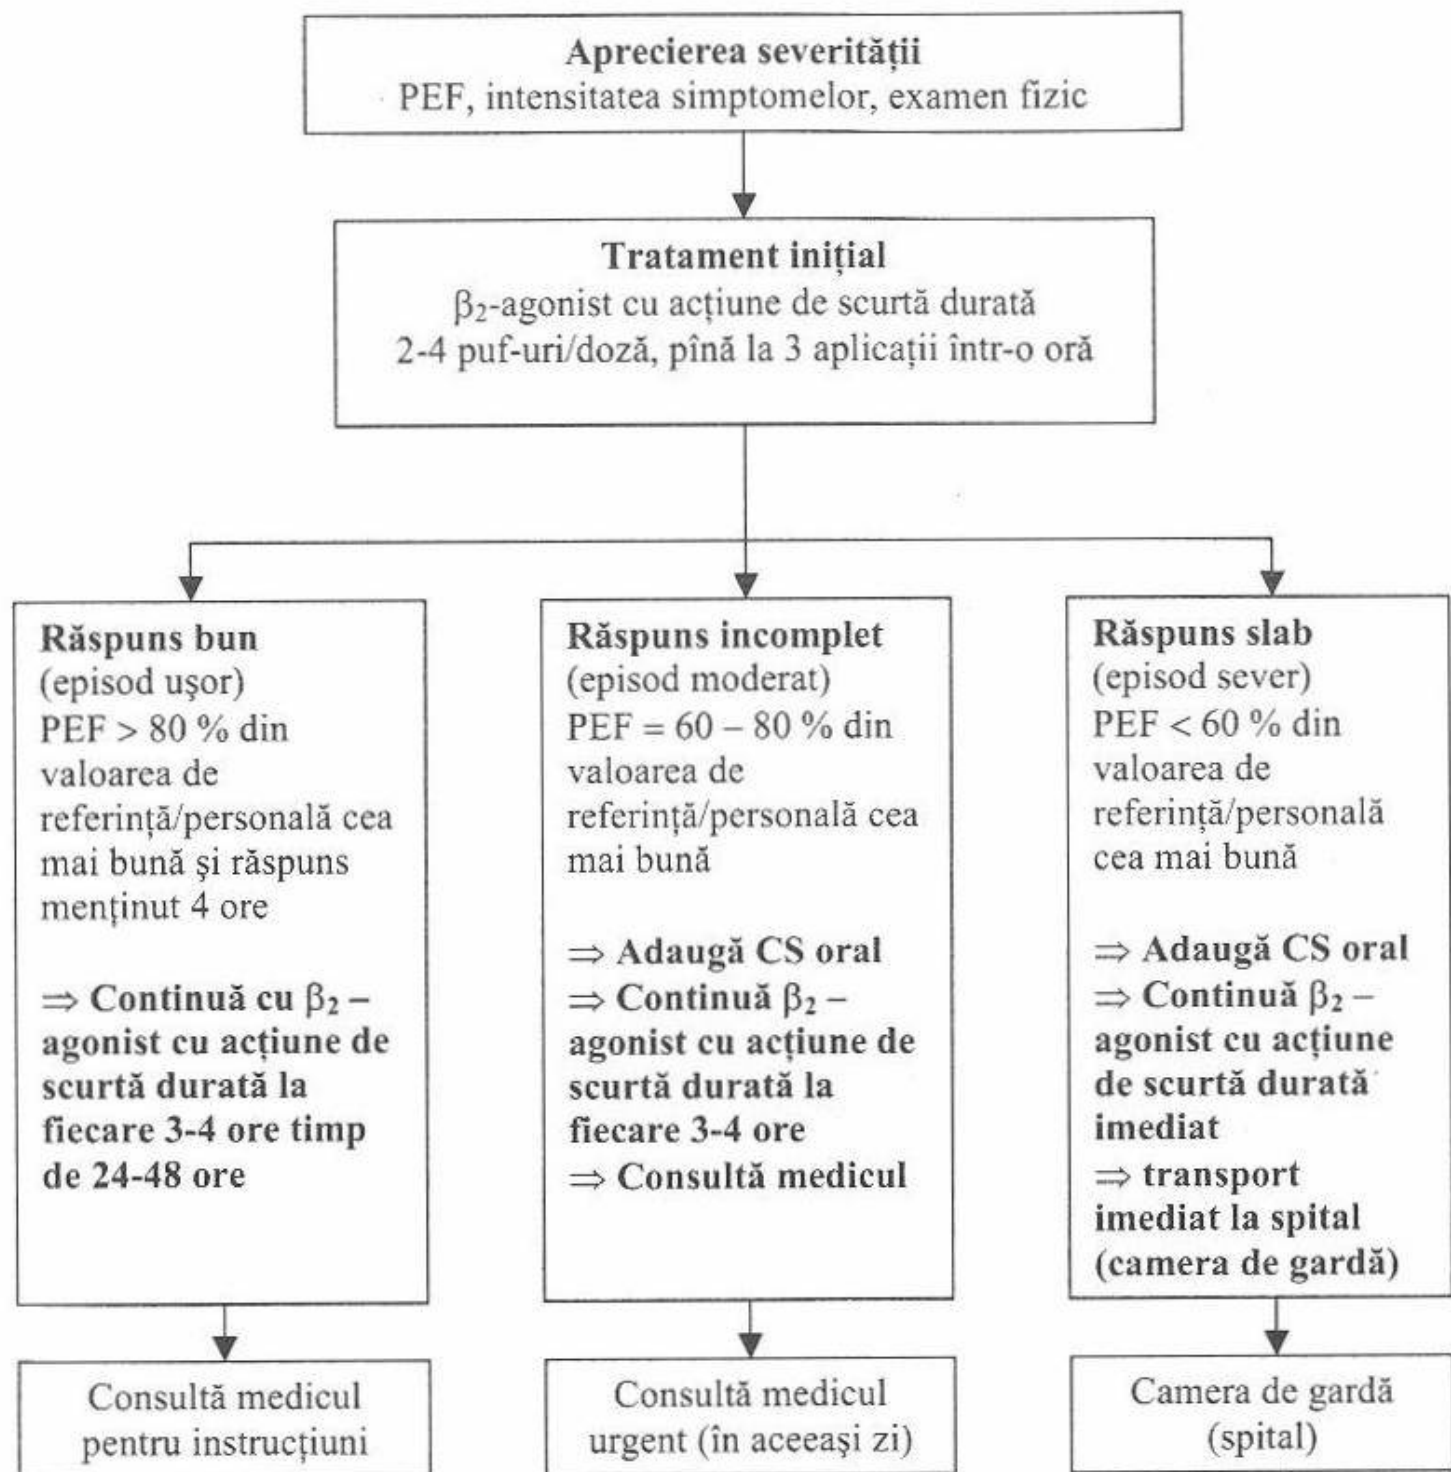 Aprecierea severității
PEF, intensitatea simptomelor, examen fizic
Tratament inițial
β₂-agonist cu acțiune de scurtă durată
2-4 puf-uri/doză, pînă la 3 aplicații într-o oră
Răspuns bun
(episod ușor)
PEF > 80 % din
valoarea de
referință/personală cea
mai bună și răspuns
menținut 4 ore
⇒ Continuă cu β₂ –
agonist cu acțiune de
scurtă durată la
fiecare 3-4 ore timp
de 24-48 ore
Răspuns incomplet
(episod moderat)
PEF = 60 – 80 % din
valoarea de
referință/personală cea
mai bună
⇒ Adaugă CS oral
⇒ Continuă β₂ –
agonist cu acțiune de
scurtă durată la
fiecare 3-4 ore
⇒ Consultă medicul
Răspuns slab
(episod sever)
PEF < 60 % din
valoarea de
referință/personală
cea mai bună
⇒ Adaugă CS oral
⇒ Continuă β₂ –
agonist cu acțiune
de scurtă durată
imediat
⇒ transport
imediat la spital
(camera de gardă)
Consultă medicul
pentru instrucțiuni
Consultă medicul
urgent (în aceeași zi)
Camera de gardă
(spital)